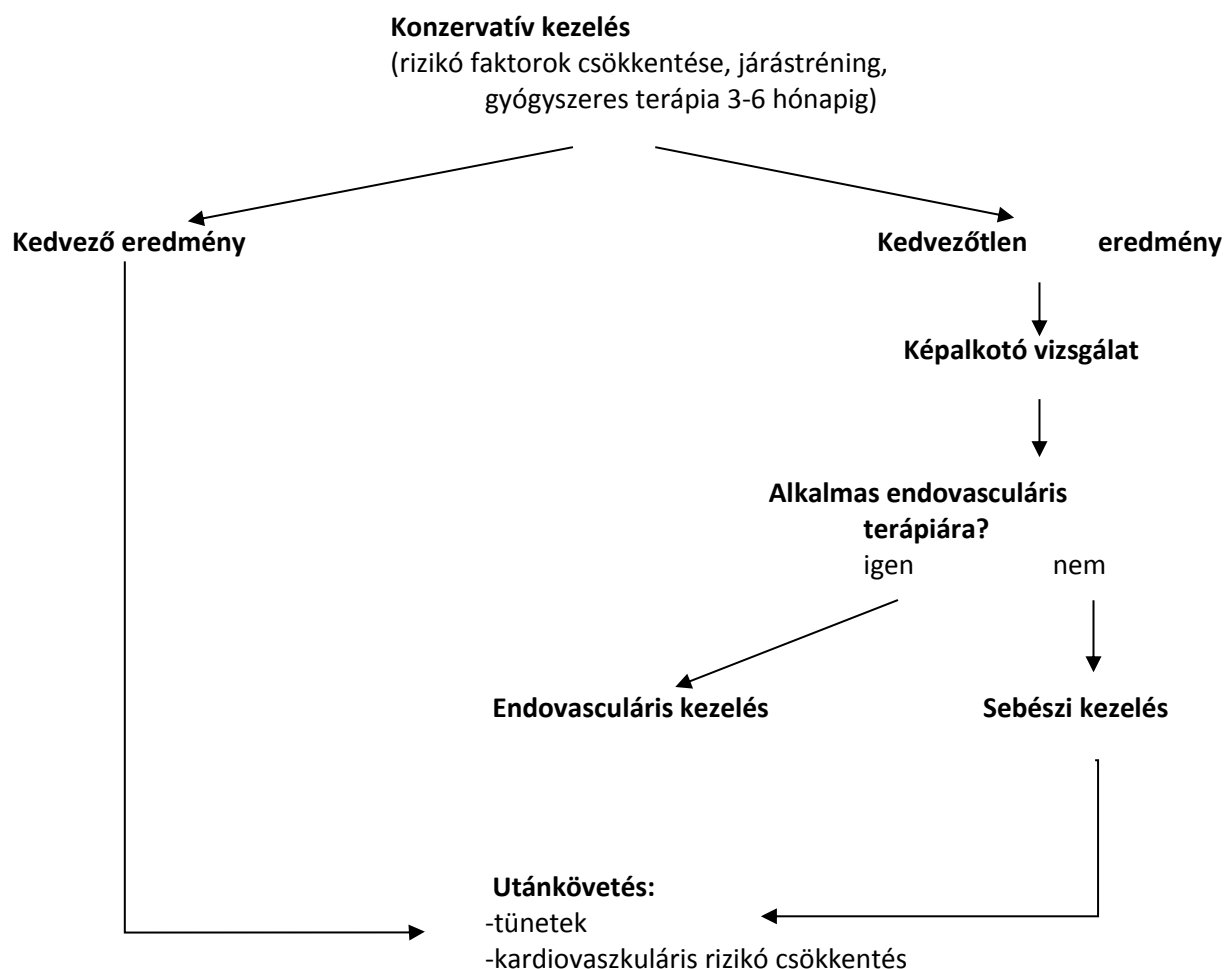 Konzervatív kezelés
(rizikó faktorok csökkentése, járástréning,
gyógyszeres terápia 3-6 hónapig)
Kedvező eredmény
Kedvezőtlen eredmény
Képalkotó vizsgálat
Alkalmas endovasculáris
terápiára?
igen nem
Endovasculáris kezelés
Sebészi kezelés
Utánkövetés:
-tünetek
-kardiovaszkuláris rizikó csökkentés